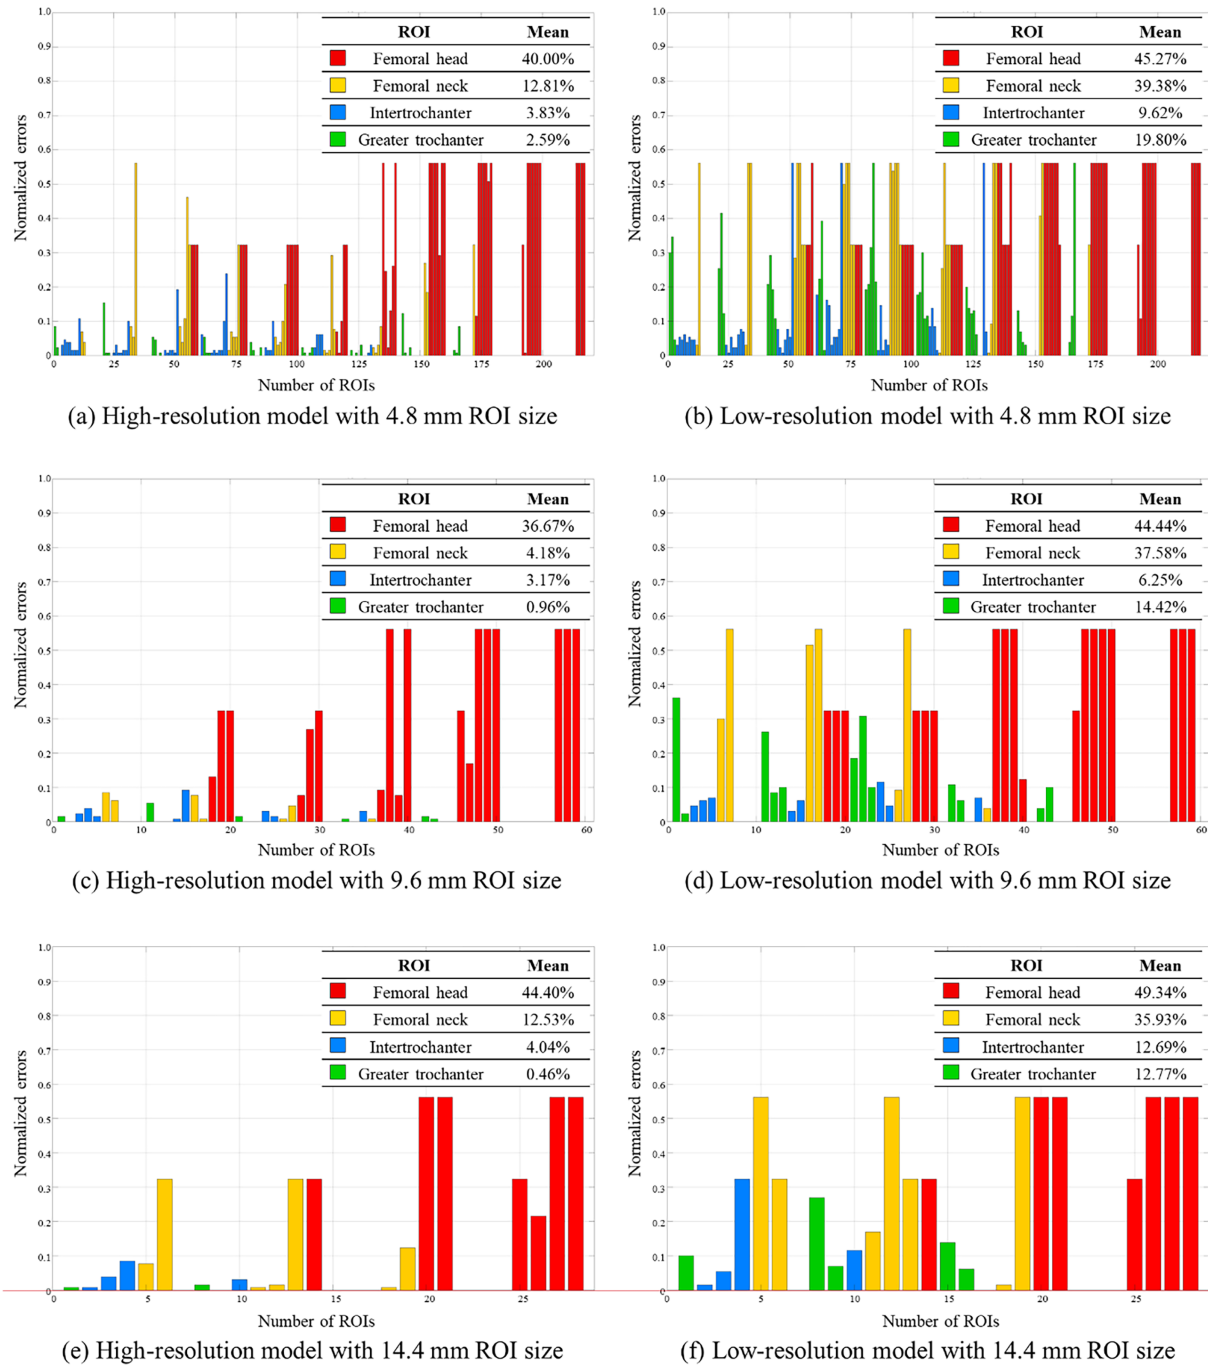 ROI Mean
Femoral head 40.00%
Femoral neck 12.81%
Intertrochanter 3.83%
Greater trochanter 2.59%
Normalized errors
1.0
0.9
0.8
0.7
0.6
0.5
0.4
0.3
0.2
0.1
0
0 25 50 75 100 125 150 175 200
Number of ROIs
(a) High-resolution model with 4.8 mm ROI size
ROI Mean
Femoral head 45.27%
Femoral neck 39.38%
Intertrochanter 9.62%
Greater trochanter 19.80%
Normalized errors
1.0
0.9
0.8
0.7
0.6
0.5
0.4
0.3
0.2
0.1
0
0 25 50 75 100 125 150 175 200
Number of ROIs
(b) Low-resolution model with 4.8 mm ROI size
ROI Mean
Femoral head 36.67%
Femoral neck 4.18%
Intertrochanter 3.17%
Greater trochanter 0.96%
Normalized errors
1.0
0.9
0.8
0.7
0.6
0.5
0.4
0.3
0.2
0.1
0
0 10 20 30 40 50 60
Number of ROIs
(c) High-resolution model with 9.6 mm ROI size
ROI Mean
Femoral head 44.44%
Femoral neck 37.58%
Intertrochanter 6.25%
Greater trochanter 14.42%
Normalized errors
1.0
0.9
0.8
0.7
0.6
0.5
0.4
0.3
0.2
0.1
0
0 10 20 30 40 50 60
Number of ROIs
(d) Low-resolution model with 9.6 mm ROI size
ROI Mean
Femoral head 44.40%
Femoral neck 12.53%
Intertrochanter 4.04%
Greater trochanter 0.46%
Normalized errors
1.0
0.9
0.8
0.7
0.6
0.5
0.4
0.3
0.2
0.1
0
0 5 10 15 20 25
Number of ROIs
(e) High-resolution model with 14.4 mm ROI size
ROI Mean
Femoral head 49.34%
Femoral neck 35.93%
Intertrochanter 12.69%
Greater trochanter 12.77%
Normalized errors
1.0
0.9
0.8
0.7
0.6
0.5
0.4
0.3
0.2
0.1
0
0 5 10 15 20 25
Number of ROIs
(f) Low-resolution model with 14.4 mm ROI size